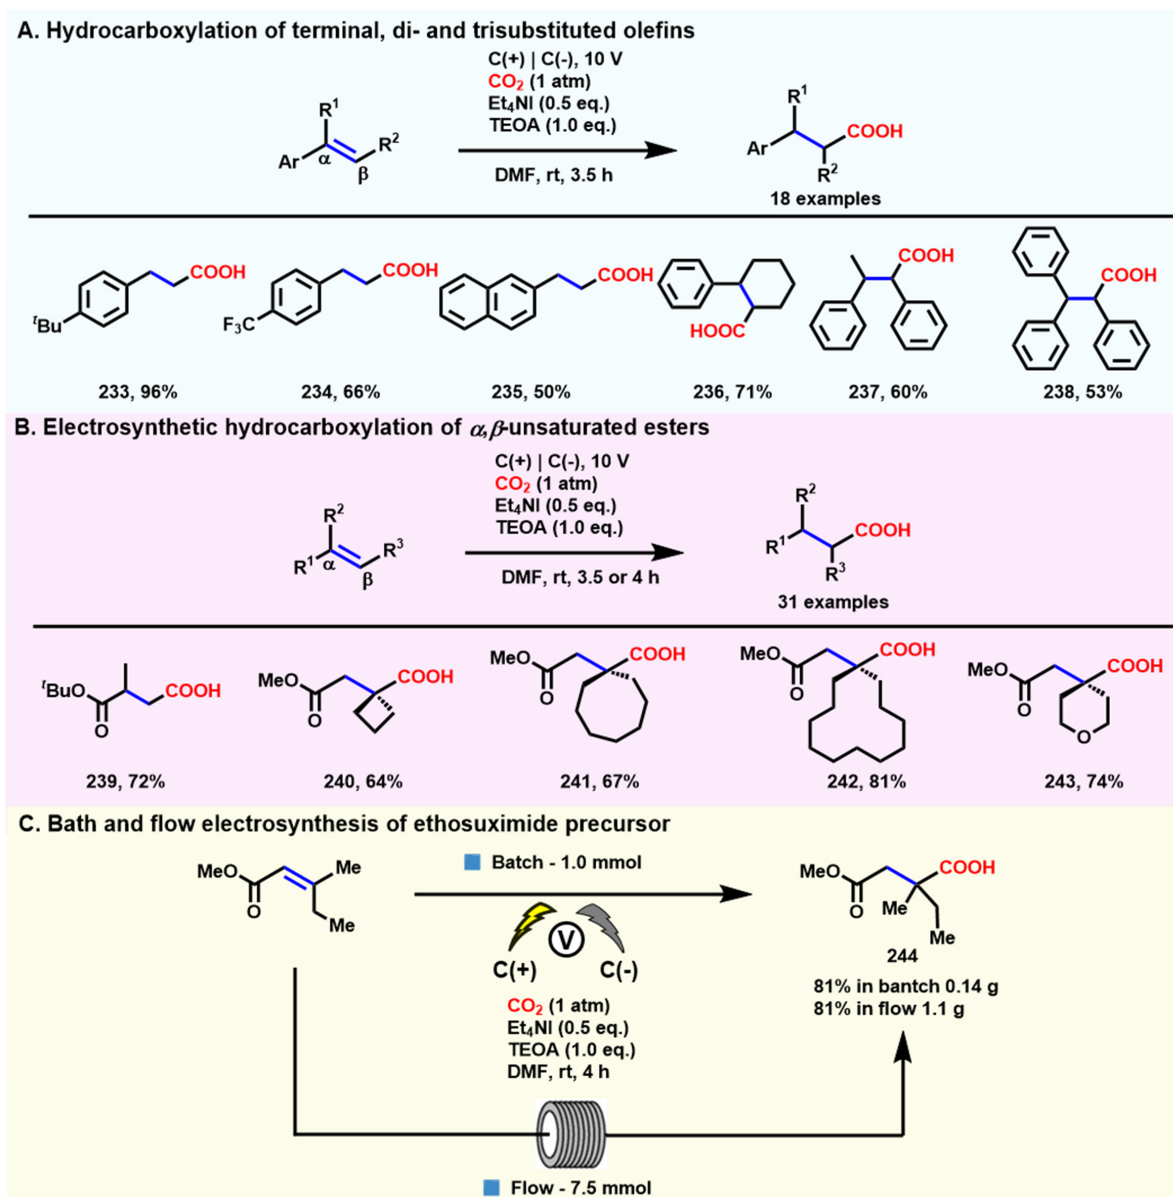 A. Hydrocarboxylation of terminal, di- and trisubstituted olefins
C(+) | C(-), 10 V
CO₂ (1 atm)
Et₄NI (0.5 eq.)
TEOA (1.0 eq.)
DMF, rt, 3.5 h
R¹
Ar
α
β
R²
R¹
Ar
COOH
R²
18 examples
COOH
ᵗBu
COOH
F₃C
COOH
HOOC
COOH
COOH
233, 96%
234, 66%
235, 50%
236, 71%
237, 60%
238, 53%
B. Electrosynthetic hydrocarboxylation of α,β-unsaturated esters
C(+) | C(-), 10 V
CO₂ (1 atm)
Et₄NI (0.5 eq.)
TEOA (1.0 eq.)
DMF, rt, 3.5 or 4 h
R²
R¹
α
β
R³
R²
R¹
COOH
R³
31 examples
ᵗBuO
O
COOH
MeO
O
COOH
MeO
O
COOH
MeO
O
COOH
MeO
O
COOH
O
239, 72%
240, 64%
241, 67%
242, 81%
243, 74%
C. Bath and flow electrosynthesis of ethosuximide precursor
MeO
O
Me
Me
Batch - 1.0 mmol
V
C(+)
C(-)
CO₂ (1 atm)
Et₄NI (0.5 eq.)
TEOA (1.0 eq.)
DMF, rt, 4 h
MeO
O
COOH
Me
Me
244
81% in bantch 0.14 g
81% in flow 1.1 g
Flow - 7.5 mmol